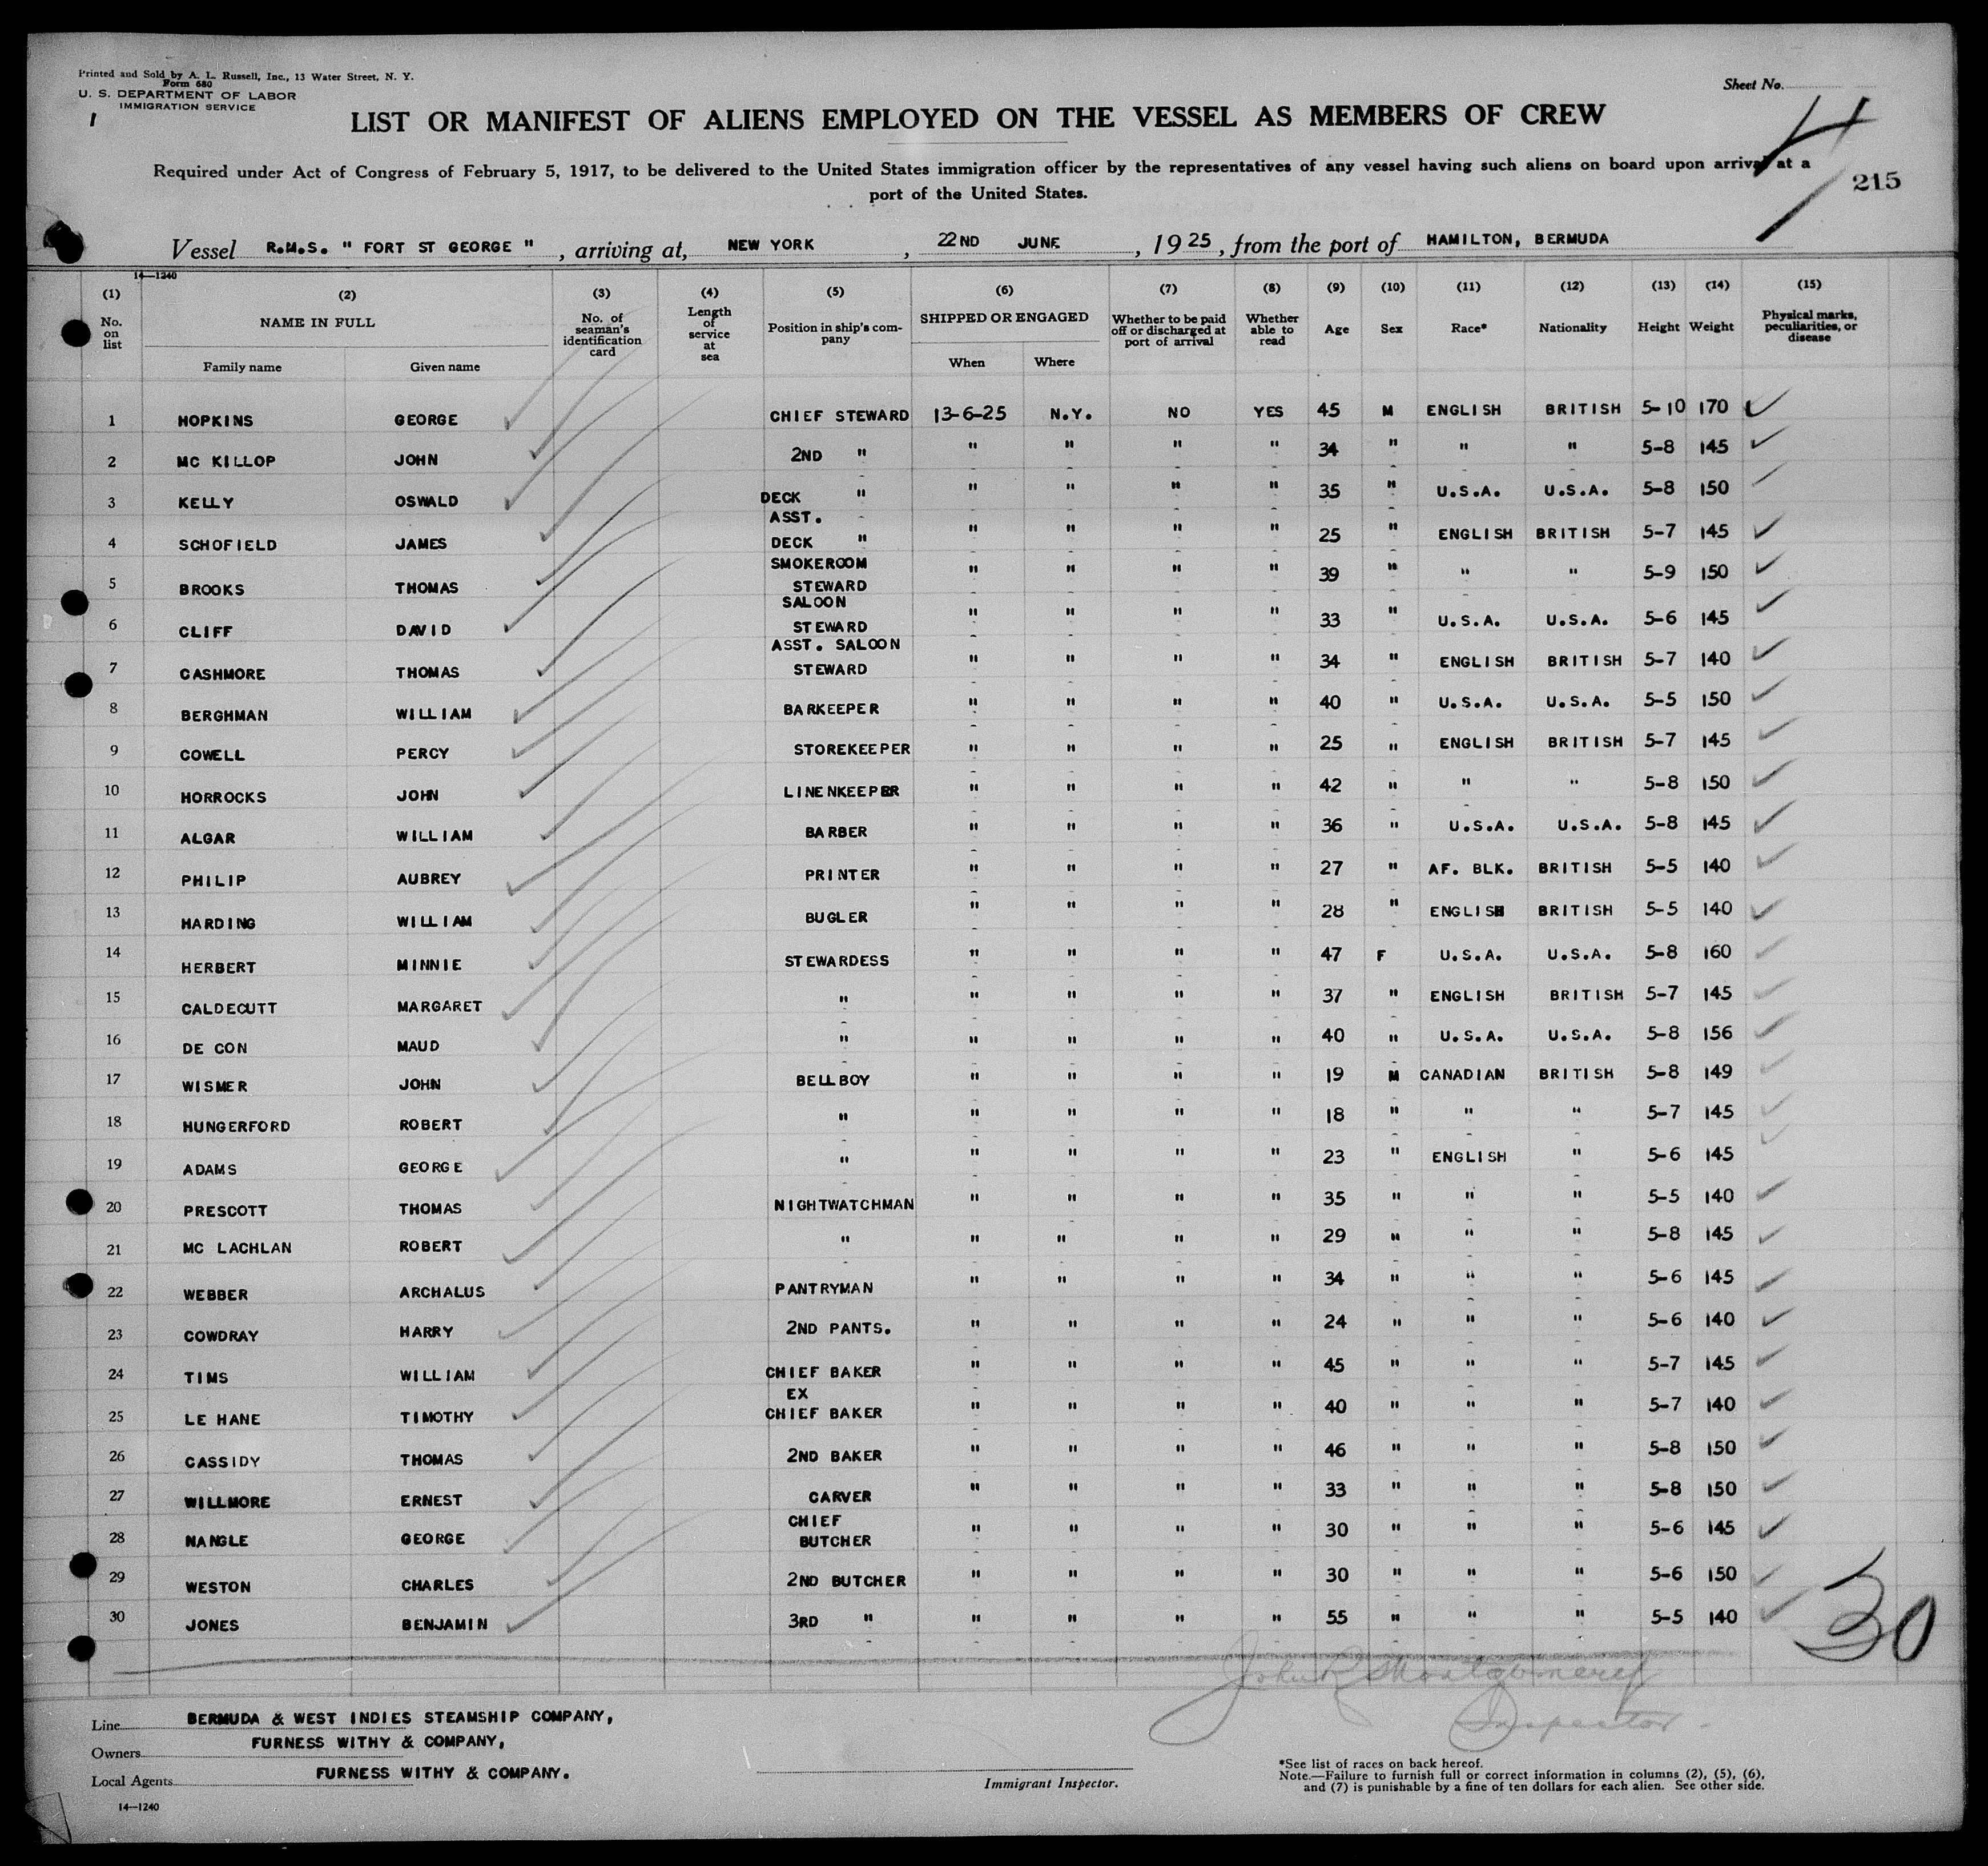 Printed and Sold by A. L. Russell, Inc., 13 Water Street, N. Y.
Form 680
U. S. DEPARTMENT OF LABOR
IMMIGRATION SERVICE
1
Sheet No.
4
LIST OR MANIFEST OF ALIENS EMPLOYED ON THE VESSEL AS MEMBERS OF CREW
Required under Act of Congress of February 5, 1917, to be delivered to the United States immigration officer by the representatives of any vessel having such aliens on board upon arrival at a
port of the United States.
215
Vessel R.M.S. " FORT ST GEORGE " , arriving at, NEW YORK , 22ND JUNE , 1925, from the port of HAMILTON, BERMUDA
14—1240
(1) (2) (3) (4) (5) (6) (7) (8) (9) (10) (11) (12) (13) (14) (15)
No. on list NAME IN FULL No. of seaman's identification card Length of service at sea Position in ship's company SHIPPED OR ENGAGED Whether to be paid off or discharged at port of arrival Whether able to read Age Sex Race* Nationality Height Weight Physical marks, peculiarities, or disease
Family name Given name When Where
1 HOPKINS GEORGE CHIEF STEWARD 13-6-25 N.Y. NO YES 45 M ENGLISH BRITISH 5-10 170
2 MC KILLOP JOHN 2ND " " " " " 34 " " " 5-8 145
3 KELLY OSWALD DECK " " " " " 35 " U.S.A. U.S.A. 5-8 150
4 SCHOFIELD JAMES ASST. DECK " " " " " 25 " ENGLISH BRITISH 5-7 145
5 BROOKS THOMAS SMOKEROOM STEWARD " " " " 39 " " " 5-9 150
6 CLIFF DAVID SALOON STEWARD " " " " 33 " U.S.A. U.S.A. 5-6 145
7 CASHMORE THOMAS ASST. SALOON STEWARD " " " " 34 " ENGLISH BRITISH 5-7 140
8 BERGHMAN WILLIAM BARKEEPER " " " " 40 " U.S.A. U.S.A. 5-5 150
9 COWELL PERCY STOREKEEPER " " " " 25 " ENGLISH BRITISH 5-7 145
10 HORROCKS JOHN LINENKEEPER " " " " 42 " " " 5-8 150
11 ALGAR WILLIAM BARBER " " " " 36 " U.S.A. U.S.A. 5-8 145
12 PHILIP AUBREY PRINTER " " " " 27 " AF. BLK. BRITISH 5-5 140
13 HARDING WILLIAM BUGLER " " " " 28 " ENGLISH BRITISH 5-5 140
14 HERBERT MINNIE STEWARDESS " " " " 47 F U.S.A. U.S.A. 5-8 160
15 CALDECUTT MARGARET " " " " " 37 " ENGLISH BRITISH 5-7 145
16 DE CON MAUD " " " " " 40 " U.S.A. U.S.A. 5-8 156
17 WISMER JOHN BELLBOY " " " " 19 M CANADIAN BRITISH 5-8 149
18 HUNGERFORD ROBERT " " " " " 18 " " " 5-7 145
19 ADAMS GEORGE " " " " " 23 " ENGLISH " 5-6 145
20 PRESCOTT THOMAS NIGHTWATCHMAN " " " " 35 " " " 5-5 140
21 MC LACHLAN ROBERT " " " " " 29 " " " 5-8 145
22 WEBBER ARCHALUS PANTRYMAN " " " " 34 " " " 5-6 145
23 COWDRAY HARRY 2ND PANTS. " " " " 24 " " " 5-6 140
24 TIMS WILLIAM CHIEF BAKER " " " " 45 " " " 5-7 145
25 LE HANE TIMOTHY EX CHIEF BAKER " " " " 40 " " " 5-7 140
26 CASSIDY THOMAS 2ND BAKER " " " " 46 " " " 5-8 150
27 WILLMORE ERNEST CARVER " " " " 33 " " " 5-8 150
28 NANGLE GEORGE CHIEF BUTCHER " " " " 30 " " " 5-6 145
29 WESTON CHARLES 2ND BUTCHER " " " " 30 " " " 5-6 150
30 JONES BENJAMIN 3RD " " " " " 55 " " " 5-5 140
30
John R Montgomery
Inspector
Line BERMUDA & WEST INDIES STEAMSHIP COMPANY,
Owners FURNESS WITHY & COMPANY,
Local Agents FURNESS WITHY & COMPANY.
Immigrant Inspector.
*See list of races on back hereof.
Note.—Failure to furnish full or correct information in columns (2), (5), (6),
and (7) is punishable by a fine of ten dollars for each alien. See other side.
14—1240